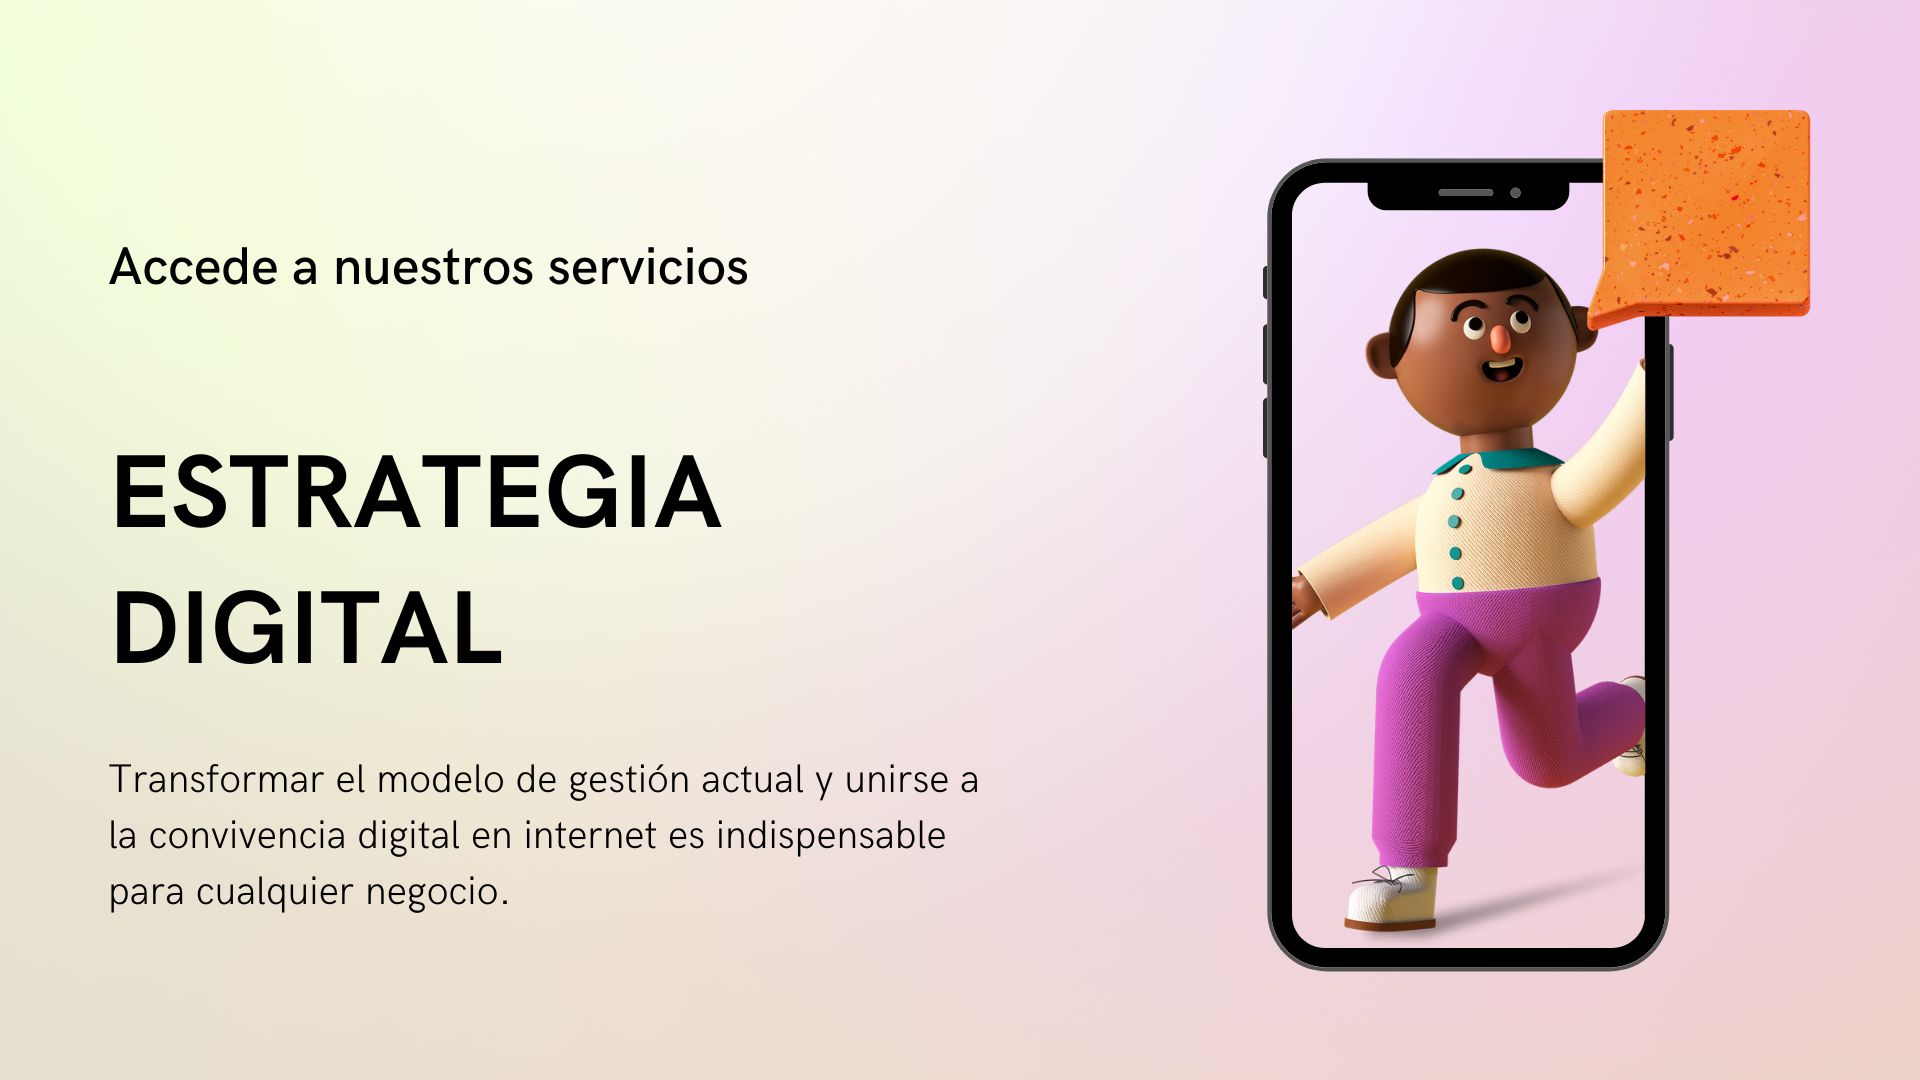 Accede a nuestros servicios
ESTRATEGIA
DIGITAL
Transformar el modelo de gestión actual y unirse a
la convivencia digital en internet es indispensable
para cualquier negocio.